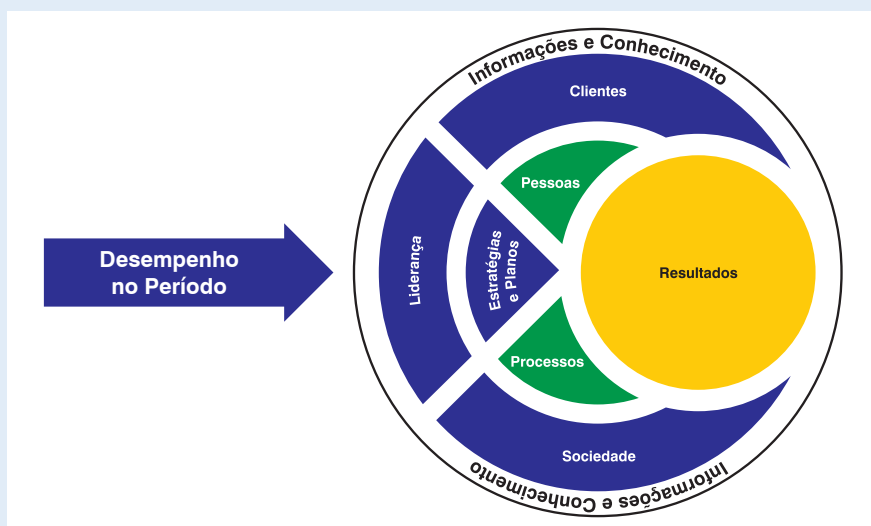 Informações e Conhecimento
Clientes
Pessoas
Desempenho
no Período
Liderança
Estratégias
e Planos
Resultados
Processos
Sociedade
Informações e Conhecimento